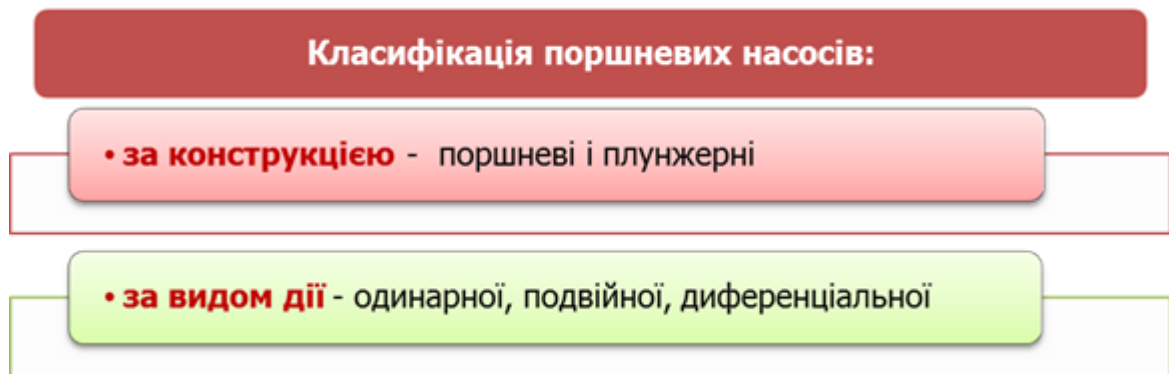 Класифікація поршневих насосів:
• за конструкцією - поршневі і плунжерні
• за видом дії - одинарної, подвійної, диференціальної